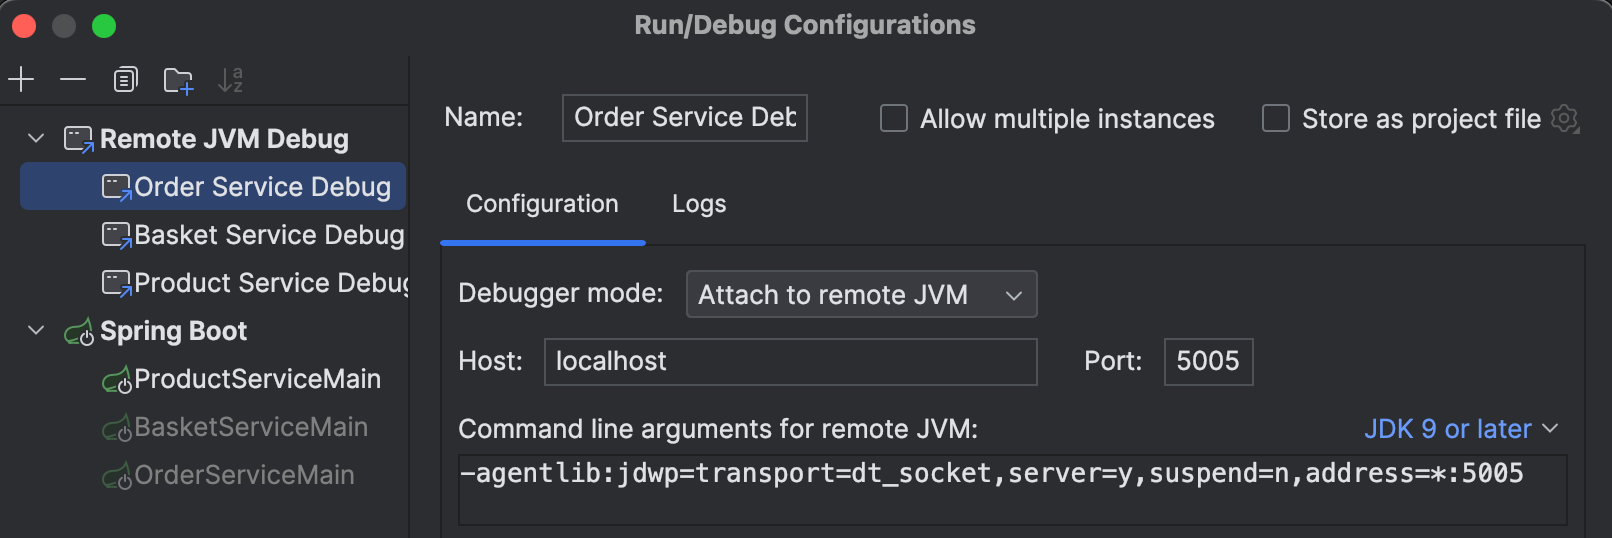 Run/Debug Configurations
Remote JVM Debug
Order Service Debug
Basket Service Debug
Product Service Debug
Spring Boot
ProductServiceMain
BasketServiceMain
OrderServiceMain
Name: Order Service Deb
Allow multiple instances
Store as project file
Configuration Logs
Debugger mode: Attach to remote JVM
Host: localhost Port: 5005
Command line arguments for remote JVM: JDK 9 or later
-agentlib:jdwp=transport=dt_socket,server=y,suspend=n,address=*:5005